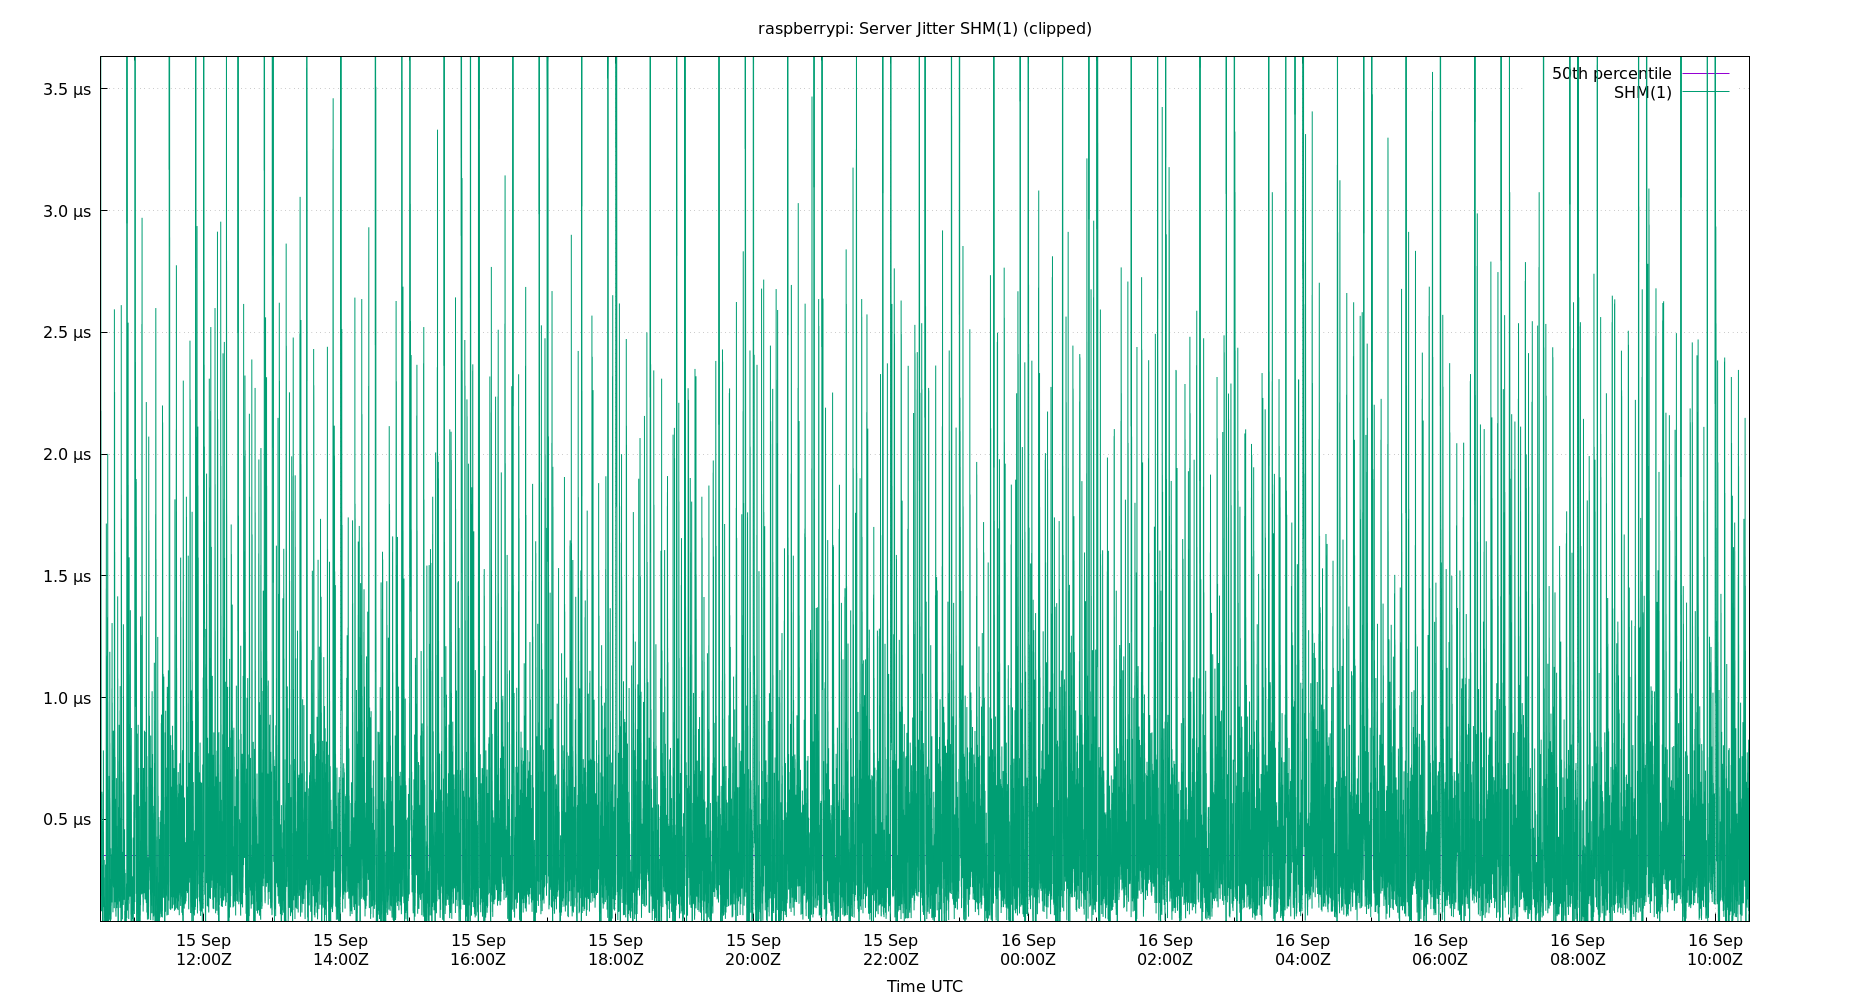 raspberrypi: Server Jitter SHM(1) (clipped)
50th percentile
SHM(1)
3.5 µs
3.0 µs
2.5 µs
2.0 µs
1.5 µs
1.0 µs
0.5 µs
15 Sep 15 Sep 15 Sep 15 Sep 15 Sep 15 Sep 16 Sep 16 Sep 16 Sep 16 Sep 16 Sep 16 Sep
12:00Z 14:00Z 16:00Z 18:00Z 20:00Z 22:00Z 00:00Z 02:00Z 04:00Z 06:00Z 08:00Z 10:00Z
Time UTC